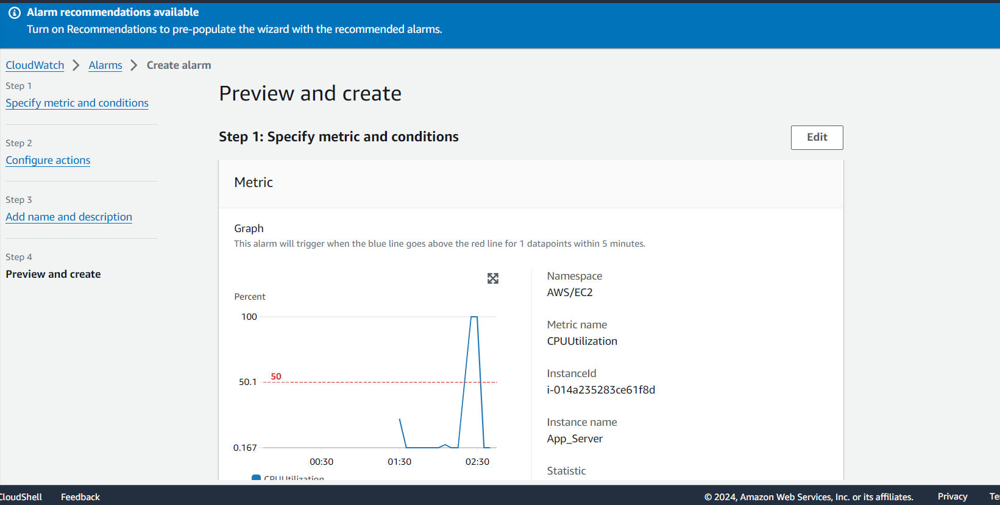 Alarm recommendations available
Turn on Recommendations to pre-populate the wizard with the recommended alarms.
CloudWatch
Alarms
Create alarm
Step 1
Specify metric and conditions
Step 2
Configure actions
Step 3
Add name and description
Step 4
Preview and create
Preview and create
Step 1: Specify metric and conditions
Edit
Metric
Graph
This alarm will trigger when the blue line goes above the red line for 1 datapoints within 5 minutes.
Percent
100
50
50.1
0.167
00:30 01:30 02:30
CPUUtilization
Namespace
AWS/EC2
Metric name
CPUUtilization
InstanceId
i-014a235283ce61f8d
Instance name
App_Server
Statistic
CloudShell Feedback © 2024, Amazon Web Services, Inc. or its affiliates. Privacy